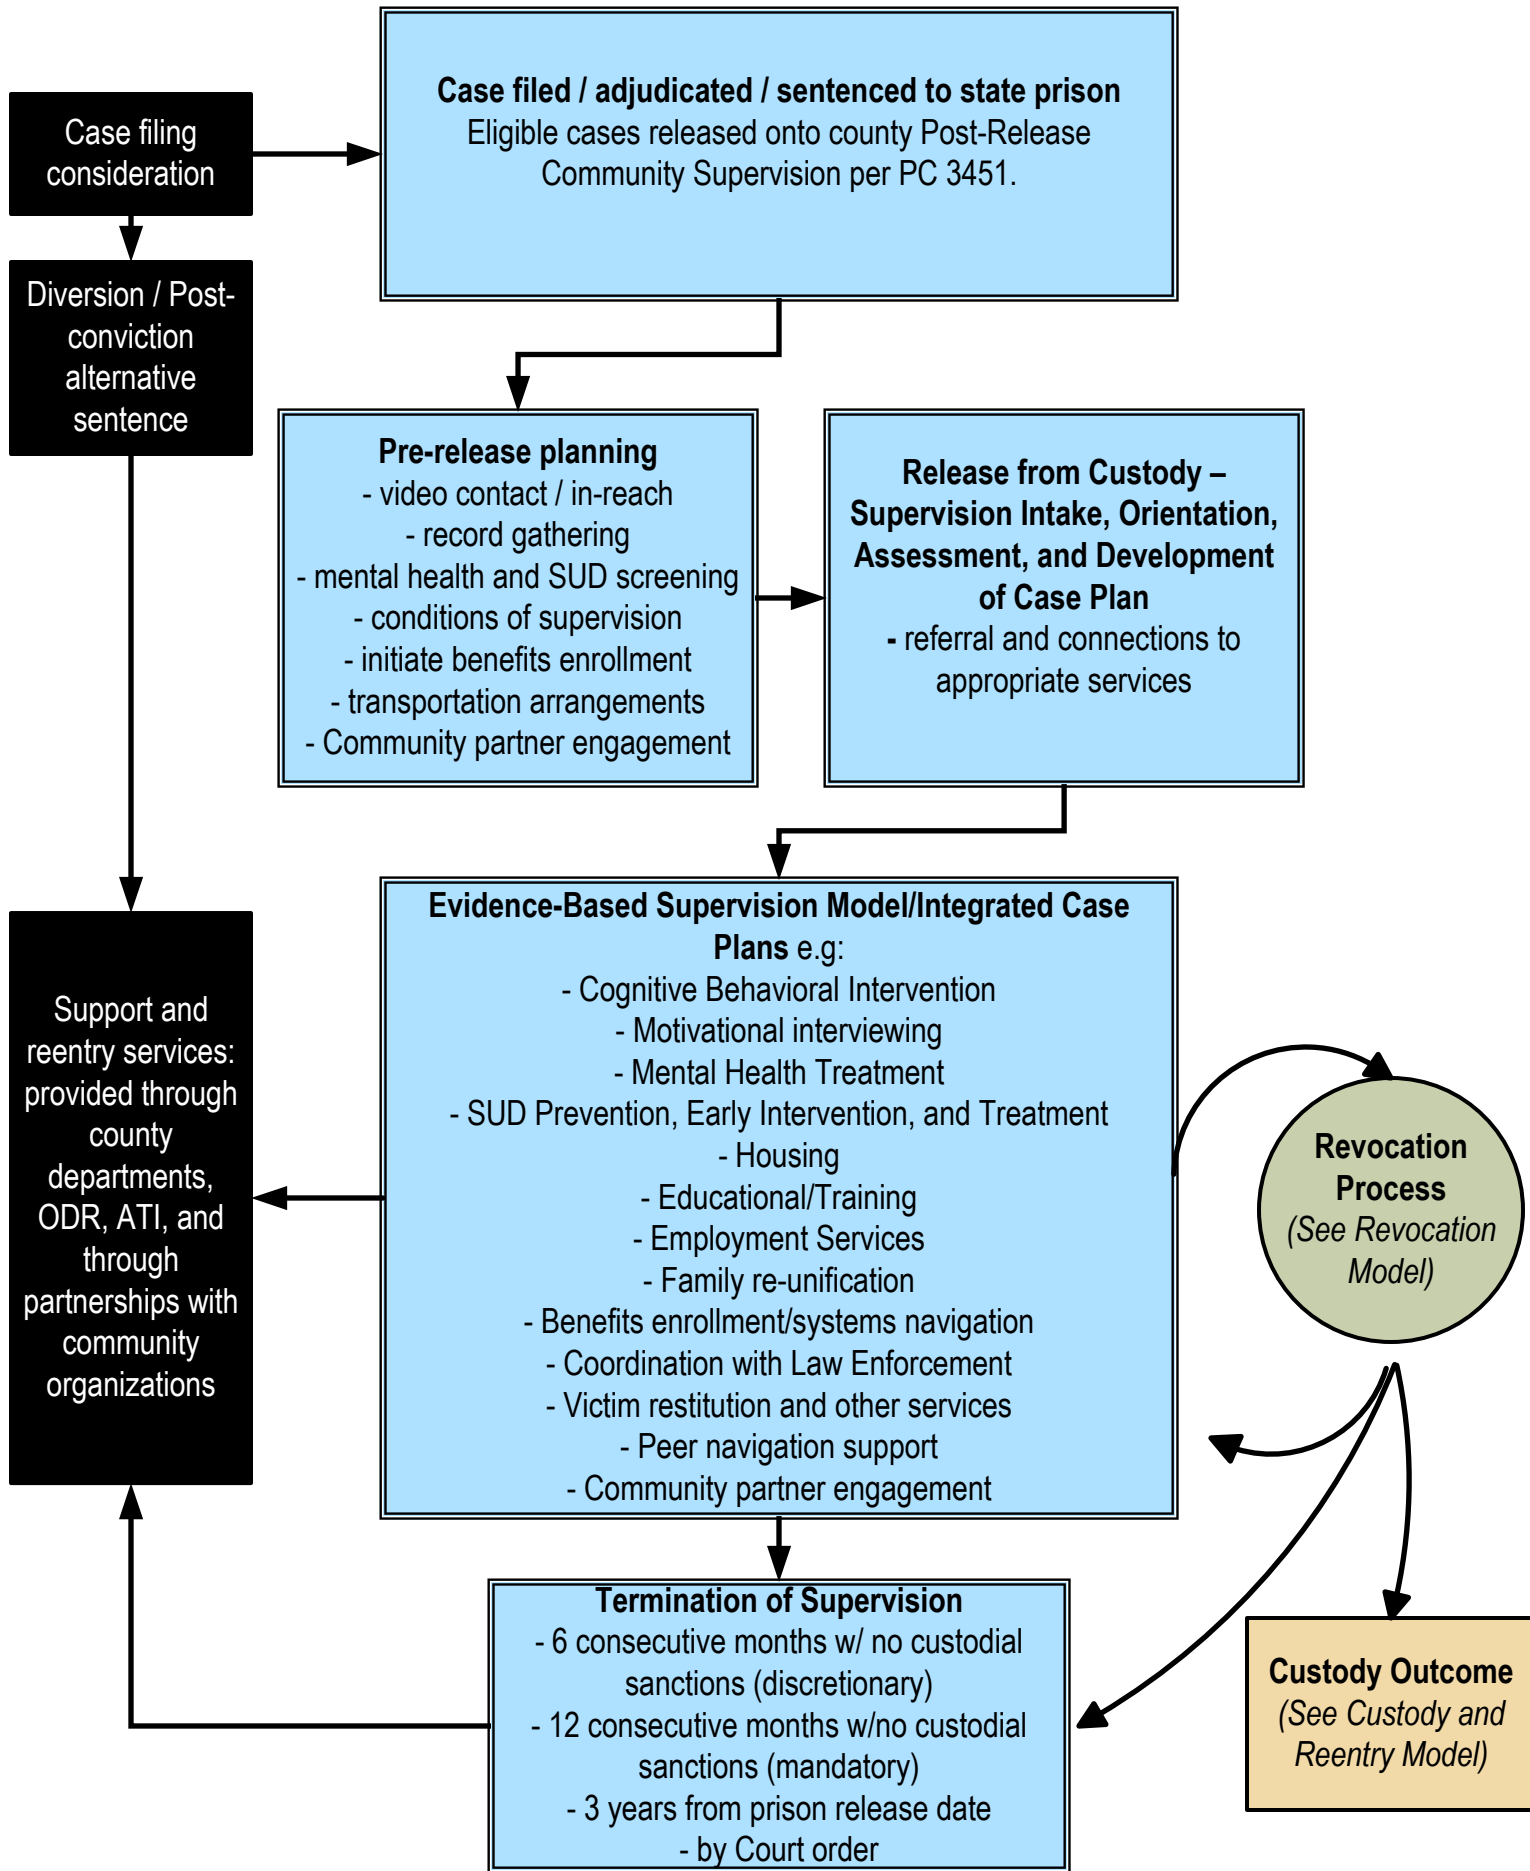 Case filing
consideration
Case filed / adjudicated / sentenced to state prison
Eligible cases released onto county Post-Release
Community Supervision per PC 3451.
Diversion / Post-
conviction
alternative
sentence
Pre-release planning
- video contact / in-reach
- record gathering
- mental health and SUD screening
- conditions of supervision
- initiate benefits enrollment
- transportation arrangements
- Community partner engagement
Release from Custody –
Supervision Intake, Orientation,
Assessment, and Development
of Case Plan
- referral and connections to
appropriate services
Support and
reentry services:
provided through
county
departments,
ODR, ATI, and
through
partnerships with
community
organizations
Evidence-Based Supervision Model/Integrated Case
Plans e.g:
- Cognitive Behavioral Intervention
- Motivational interviewing
- Mental Health Treatment
- SUD Prevention, Early Intervention, and Treatment
- Housing
- Educational/Training
- Employment Services
- Family re-unification
- Benefits enrollment/systems navigation
- Coordination with Law Enforcement
- Victim restitution and other services
- Peer navigation support
- Community partner engagement
Revocation
Process
(See Revocation
Model)
Termination of Supervision
- 6 consecutive months w/ no custodial
sanctions (discretionary)
- 12 consecutive months w/no custodial
sanctions (mandatory)
- 3 years from prison release date
- by Court order
Custody Outcome
(See Custody and
Reentry Model)